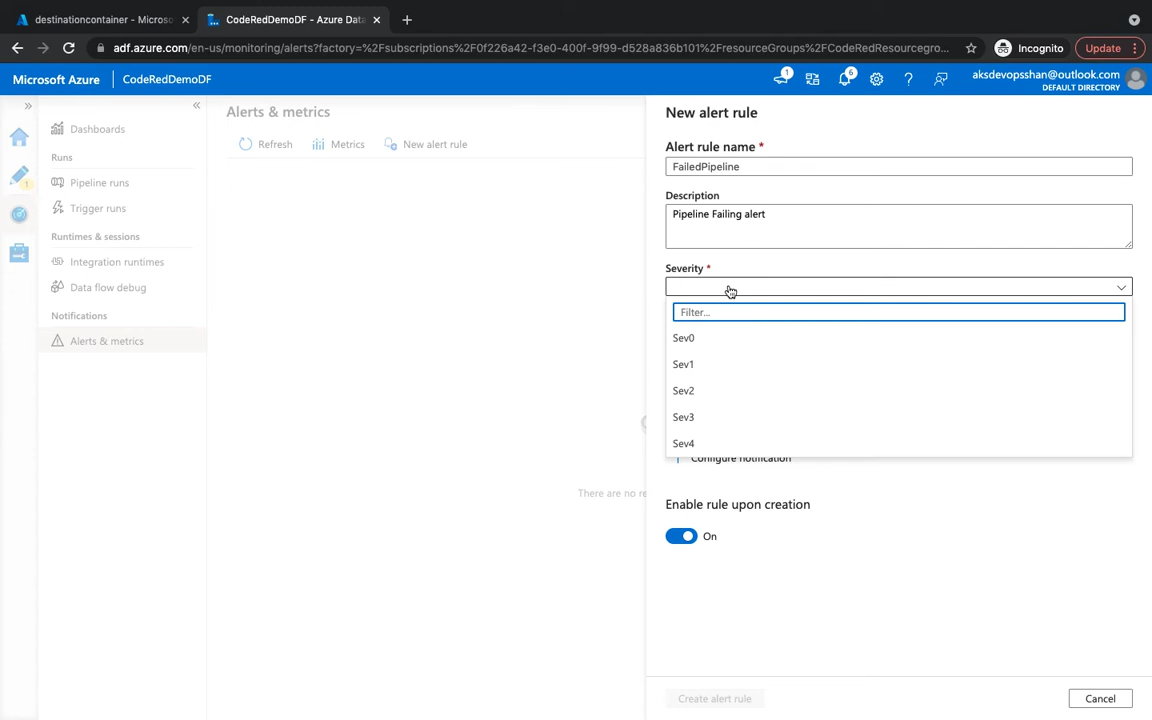 destinationcontainer - Microso
CodeRedDemoDF - Azure Data
adf.azure.com/en-us/monitoring/alerts?factory=%2Fsubscriptions%2F0f226a42-f3e0-400f-9f99-d528a836b101%2FresourceGroups%2FCodeRedResourcegro...
Incognito
Update
Microsoft Azure
CodeRedDemoDF
1
6
aksdevopsshan@outlook.com
DEFAULT DIRECTORY
Dashboards
Runs
Pipeline runs
Trigger runs
Runtimes & sessions
Integration runtimes
Data flow debug
Notifications
Alerts & metrics
1
Alerts & metrics
Refresh
Metrics
New alert rule
There are no re
New alert rule
Alert rule name *
FailedPipeline
Description
Pipeline Failing alert
Severity *
Filter...
Sev0
Sev1
Sev2
Sev3
Sev4
Configure notification
Enable rule upon creation
On
Create alert rule
Cancel